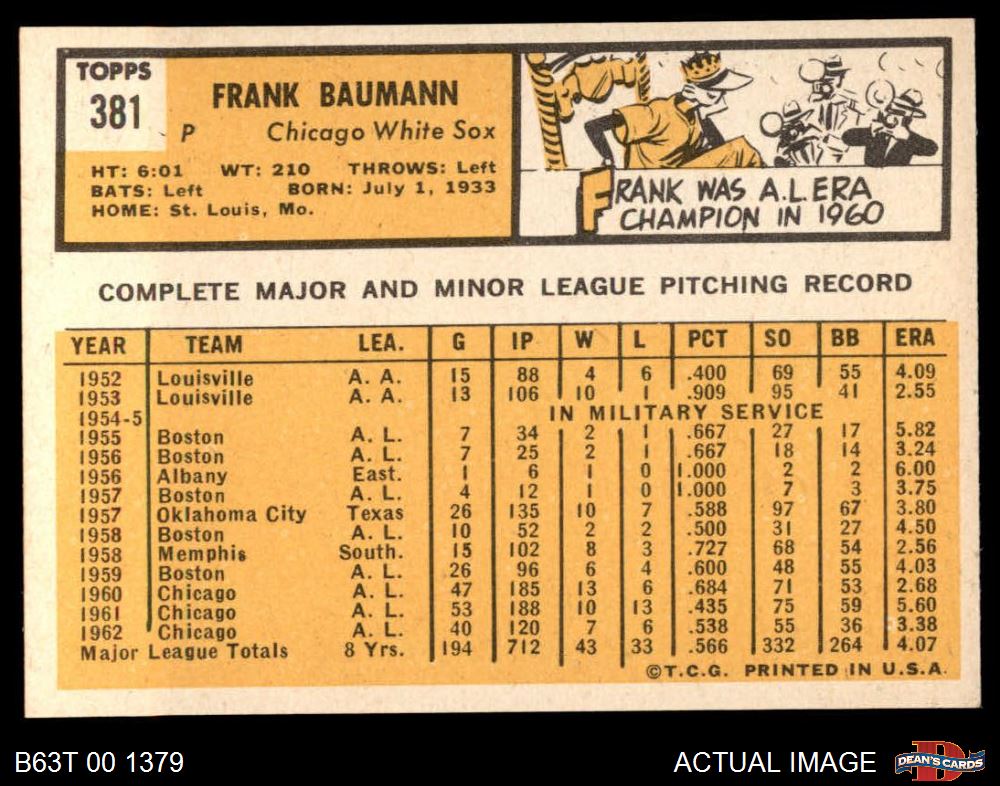 TOPPS
381
FRANK BAUMANN
P Chicago White Sox
HT: 6:01 WT: 210 THROWS: Left
BATS: Left BORN: July 1, 1933
HOME: St. Louis, Mo.
FRANK WAS A.L. ERA
CHAMPION IN 1960
COMPLETE MAJOR AND MINOR LEAGUE PITCHING RECORD
YEAR TEAM LEA. G IP W L PCT SO BB ERA
1952 Louisville A. A. 15 88 4 6 .400 69 55 4.09
1953 Louisville A. A. 13 106 10 1 .909 95 41 2.55
1954-5 IN MILITARY SERVICE
1955 Boston A. L. 7 34 2 1 .667 27 17 5.82
1956 Boston A. L. 7 25 2 1 .667 18 14 3.24
1956 Albany East. 1 6 1 0 1.000 2 2 6.00
1957 Boston A. L. 4 12 1 0 1.000 7 3 3.75
1957 Oklahoma City Texas 26 135 10 7 .588 97 67 3.80
1958 Boston A. L. 10 52 2 2 .500 31 27 4.50
1958 Memphis South. 15 102 8 3 .727 68 54 2.56
1959 Boston A. L. 26 96 6 4 .600 48 55 4.03
1960 Chicago A. L. 47 185 13 6 .684 71 53 2.68
1961 Chicago A. L. 53 188 10 13 .435 75 59 5.60
1962 Chicago A. L. 40 120 7 6 .538 55 36 3.38
Major League Totals 8 Yrs. 194 712 43 33 .566 332 264 4.07
©T.C.G. PRINTED IN U.S.A.
B63T 00 1379
ACTUAL IMAGE
DEAN'S CARDS